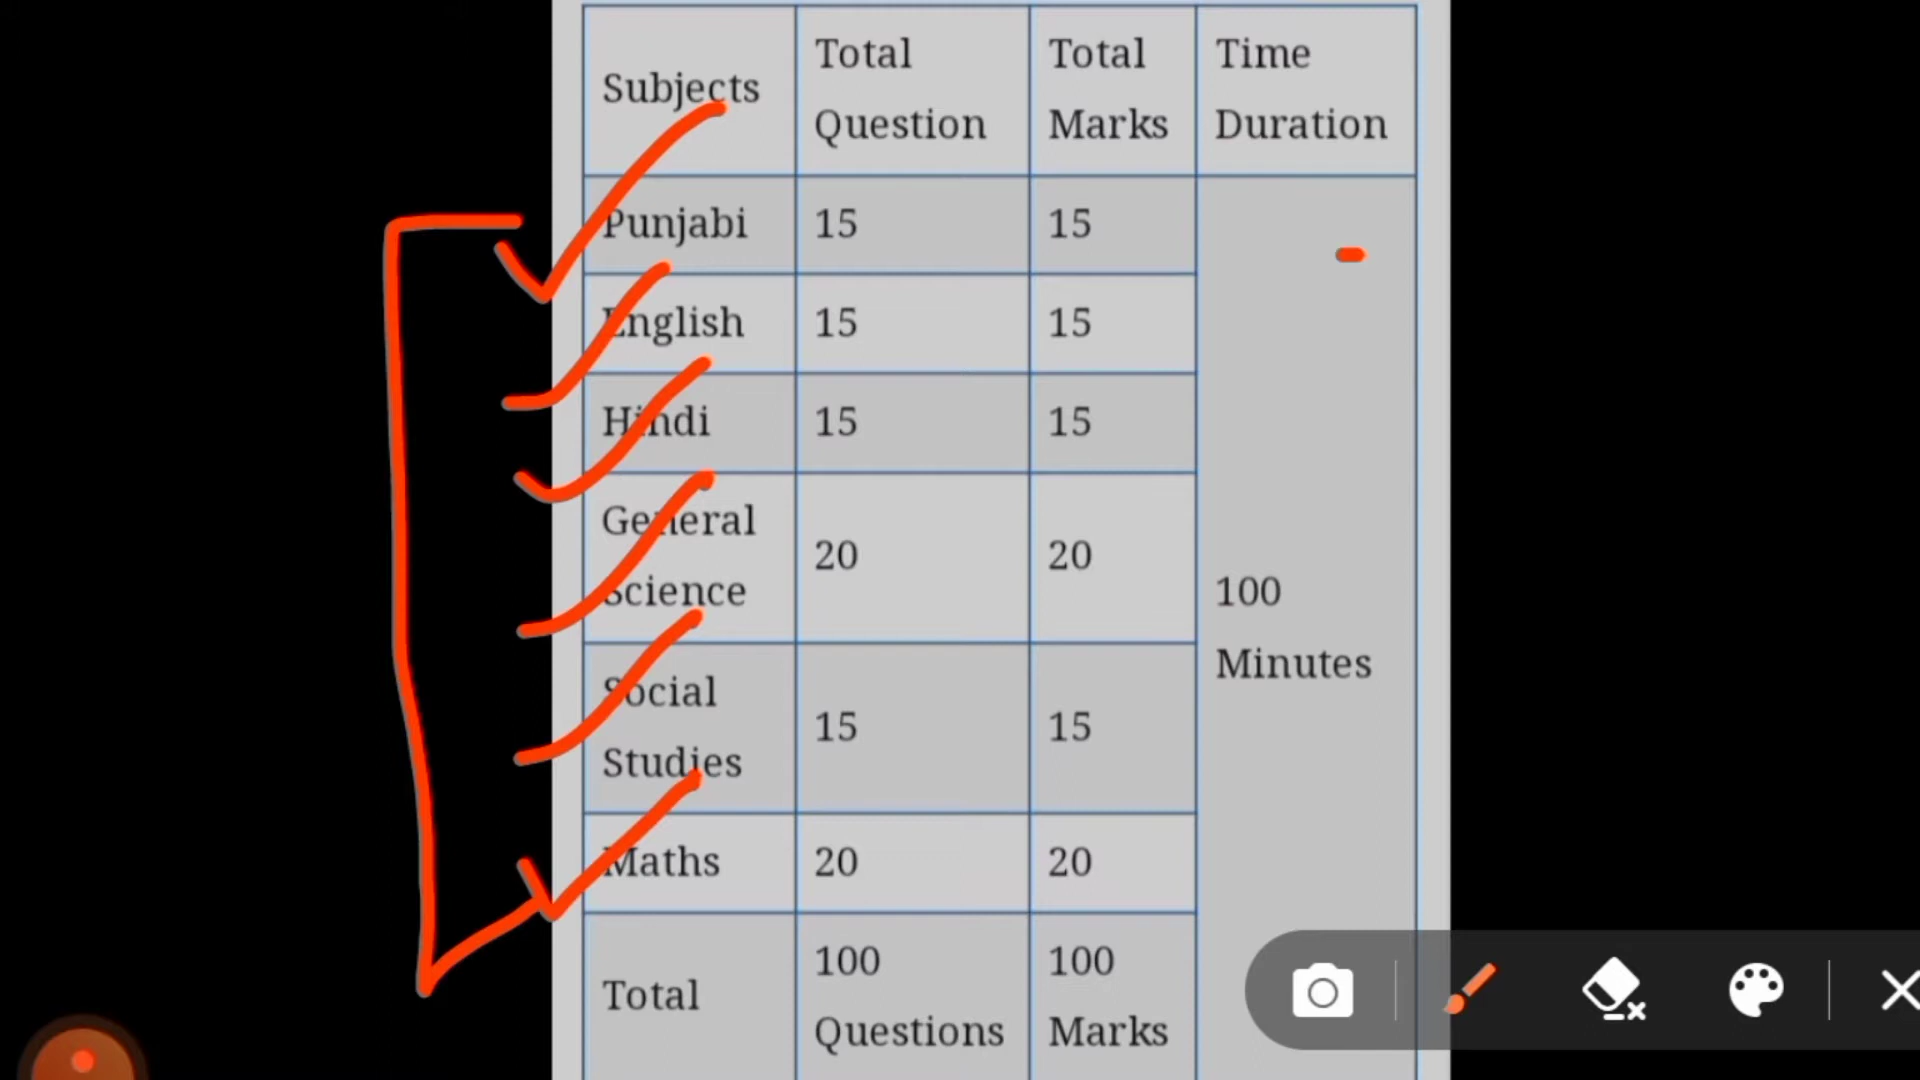 Subjects
Total
Question
Total
Marks
Time
Duration
Punjabi
15
15
English
15
15
Hindi
15
15
General
Science
20
20
Social
Studies
15
15
Maths
20
20
Total
100
Questions
100
Marks
100
Minutes